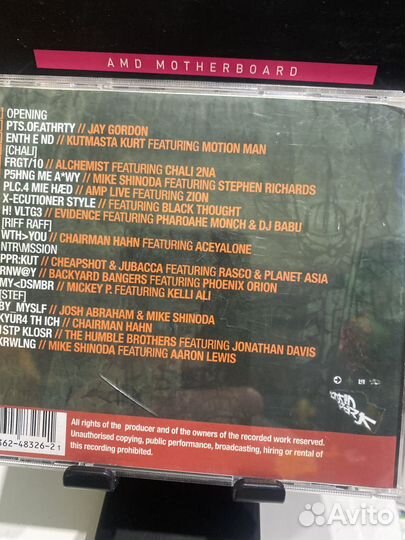 AMD MOTHERBOARD
OPENING
PTS.OF.ATHRTY // JAY GORDON
ENTH E ND // KUTMASTA KURT FEATURING MOTION MAN
[CHALI]
FRGT/10 // ALCHEMIST FEATURING CHALI 2NA
P5HNG ME A*WY // MIKE SHINODA FEATURING STEPHEN RICHARDS
PLC.4 MIE HÆD // AMP LIVE FEATURING ZION
X-ECUTIONER STYLE // FEATURING BLACK THOUGHT
H! VLTG3 // EVIDENCE FEATURING PHAROAHE MONCH & DJ BABU
[RIFF RAFF]
WTH>YOU // CHAIRMAN HAHN FEATURING ACEYALONE
NTR\MSSION
PPR:KUT // CHEAPSHOT & JUBACCA FEATURING RASCO & PLANET ASIA
RNW@Y // BACKYARD BANGERS FEATURING PHOENIX ORION
MY<DSMBR // MICKEY P. FEATURING KELLI ALI
[STEF]
BY_MYSLF // JOSH ABRAHAM & MIKE SHINODA
KYUR4 TH ICH // CHAIRMAN HAHN
1STP KLOSR // THE HUMBLE BROTHERS FEATURING JONATHAN DAVIS
KRWLNG // MIKE SHINODA FEATURING AARON LEWIS
All rights of the producer and of the owners of the recorded work reserved.
Unauthorised copying, public performance, broadcasting, hiring or rental of
this recording prohibited.
362-48326-21
Avito